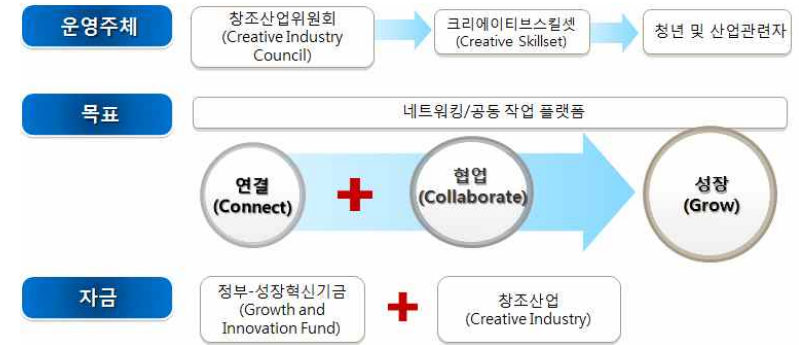 운영주체
창조산업위원회
(Creative Industry
Council)
크리에이티브스킬셋
(Creative Skillset)
청년 및 산업관련자
목표
네트워킹/공동 작업 플랫폼
연결
(Connect)
협업
(Collaborate)
성장
(Grow)
자금
정부-성장혁신기금
(Growth and
Innovation Fund)
창조산업
(Creative Industry)